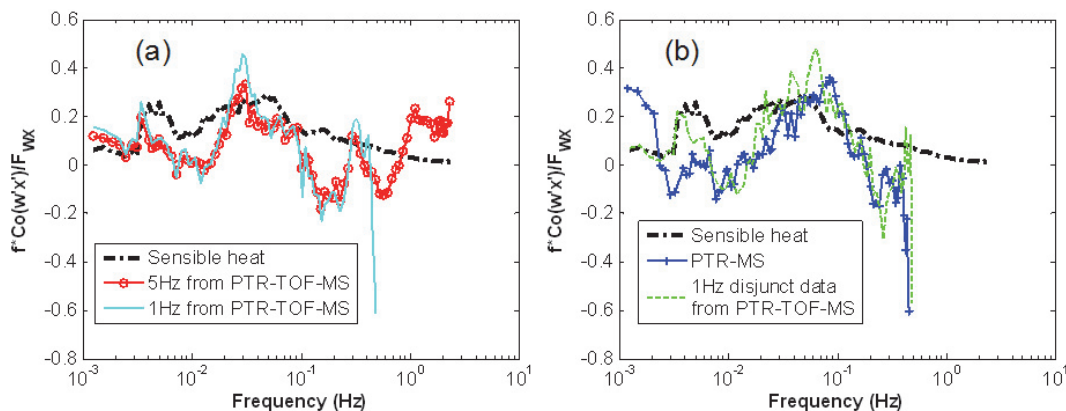 0.6
0.4
0.2
0
-0.2
-0.4
-0.6
-0.8
f*Co(w'x')/F_WX
(a)
Sensible heat
5Hz from PTR-TOF-MS
1Hz from PTR-TOF-MS
10^-3 10^-2 10^-1 10^0 10^1
Frequency (Hz)
0.6
0.4
0.2
0
-0.2
-0.4
-0.6
-0.8
f*Co(w'x')/F_WX
(b)
Sensible heat
PTR-MS
1Hz disjunct data
from PTR-TOF-MS
10^-3 10^-2 10^-1 10^0 10^1
Frequency (Hz)